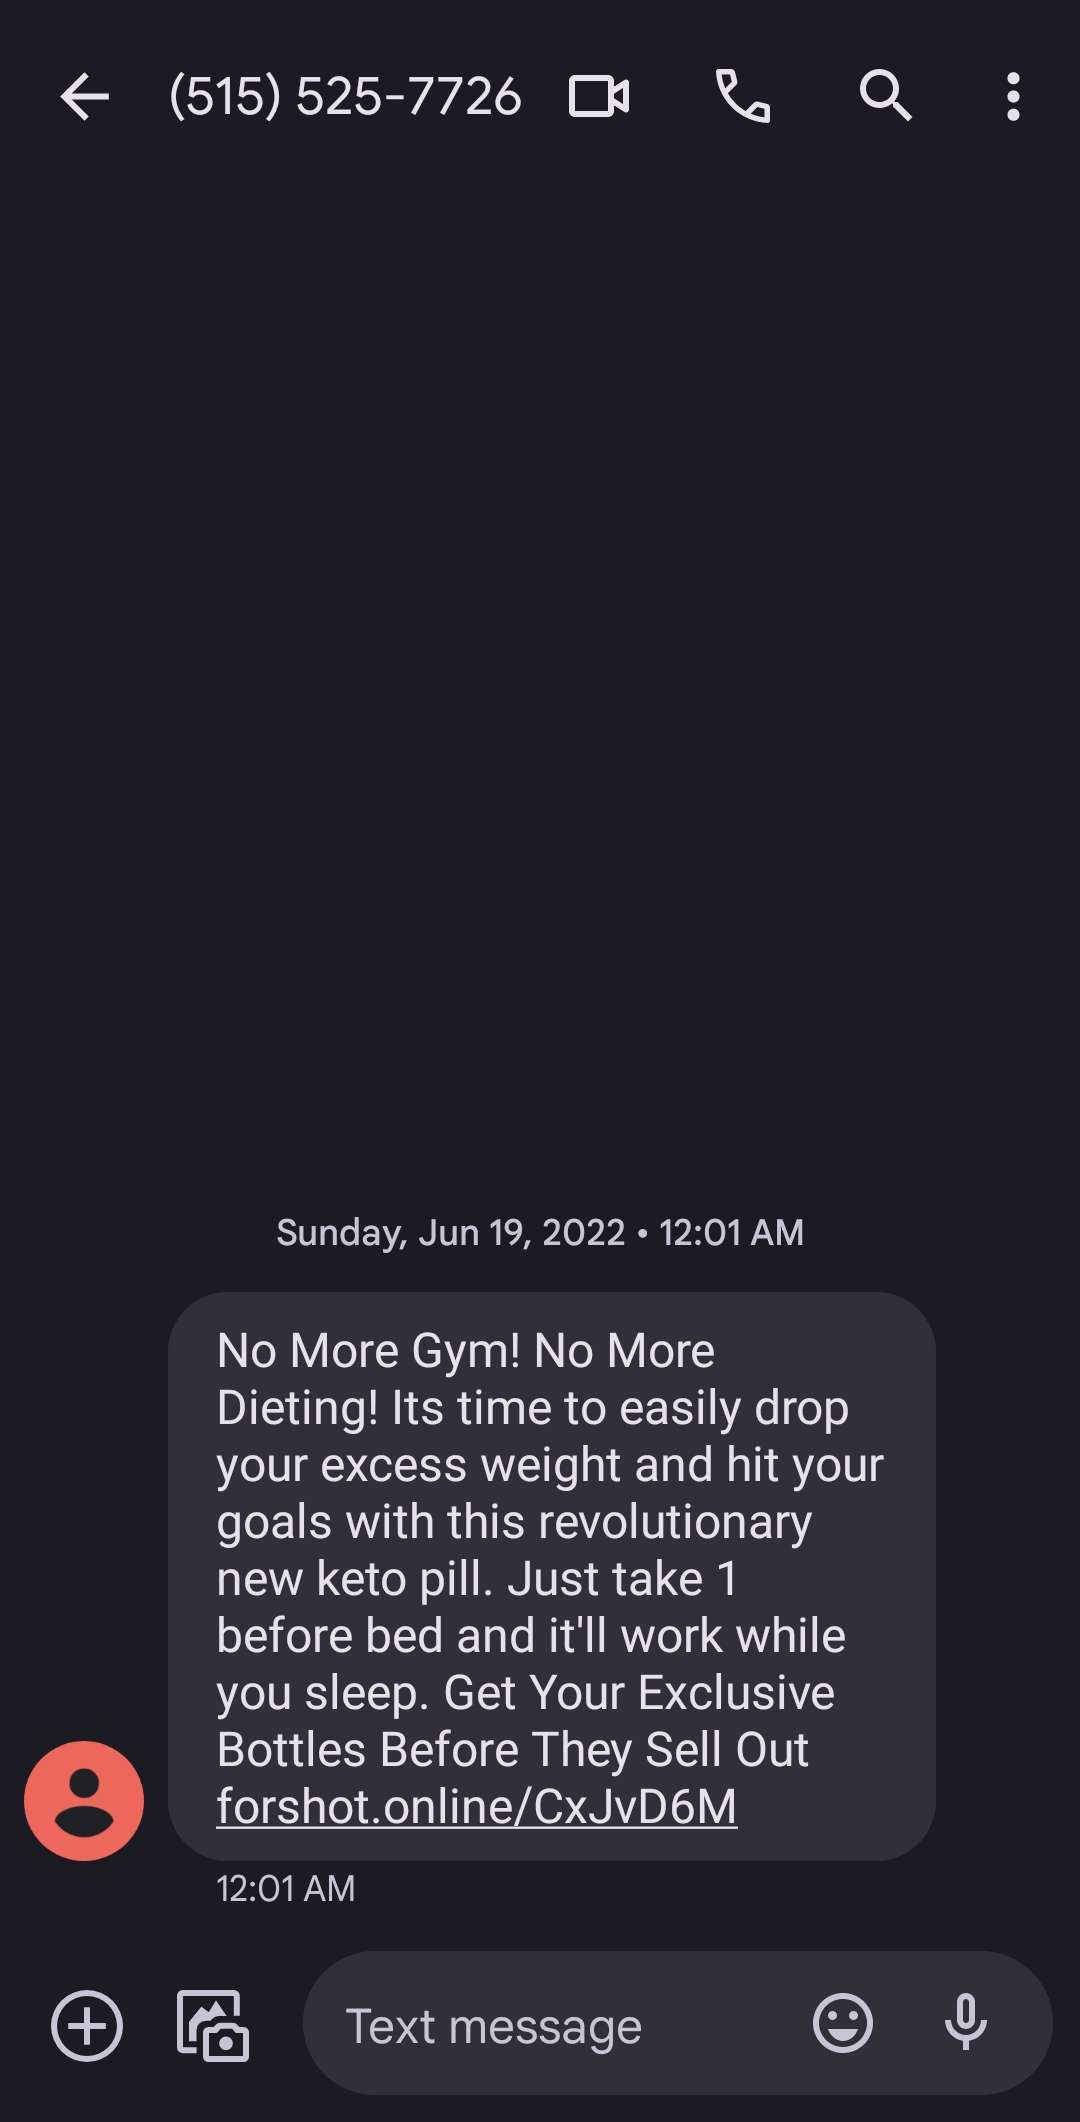 (515) 525-7726
Sunday, Jun 19, 2022 • 12:01 AM
No More Gym! No More
Dieting! Its time to easily drop
your excess weight and hit your
goals with this revolutionary
new keto pill. Just take 1
before bed and it'll work while
you sleep. Get Your Exclusive
Bottles Before They Sell Out
forshot.online/CxJvD6M
12:01 AM
Text message